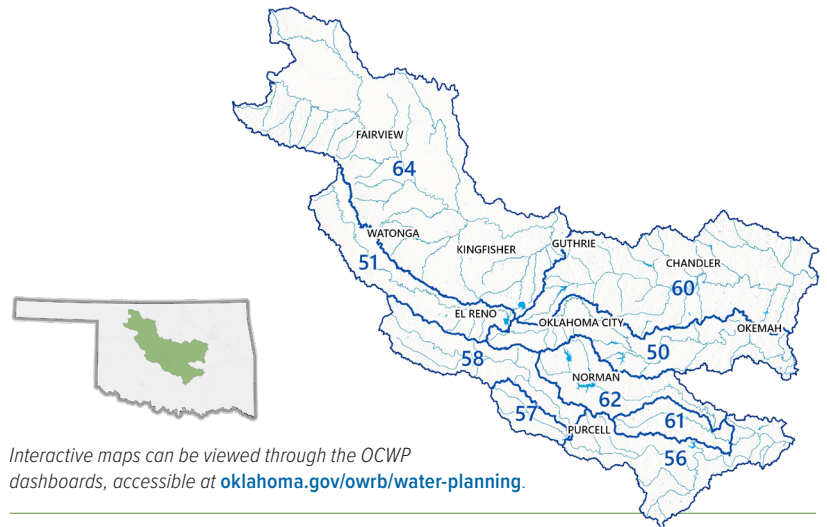 FAIRVIEW
64
WATONGA
51
KINGFISHER
GUTHRIE
CHANDLER
60
EL RENO
OKLAHOMA CITY
OKEMAH
50
58
NORMAN
62
57
61
PURCELL
56
Interactive maps can be viewed through the OCWP
dashboards, accessible at oklahoma.gov/owrb/water-planning.